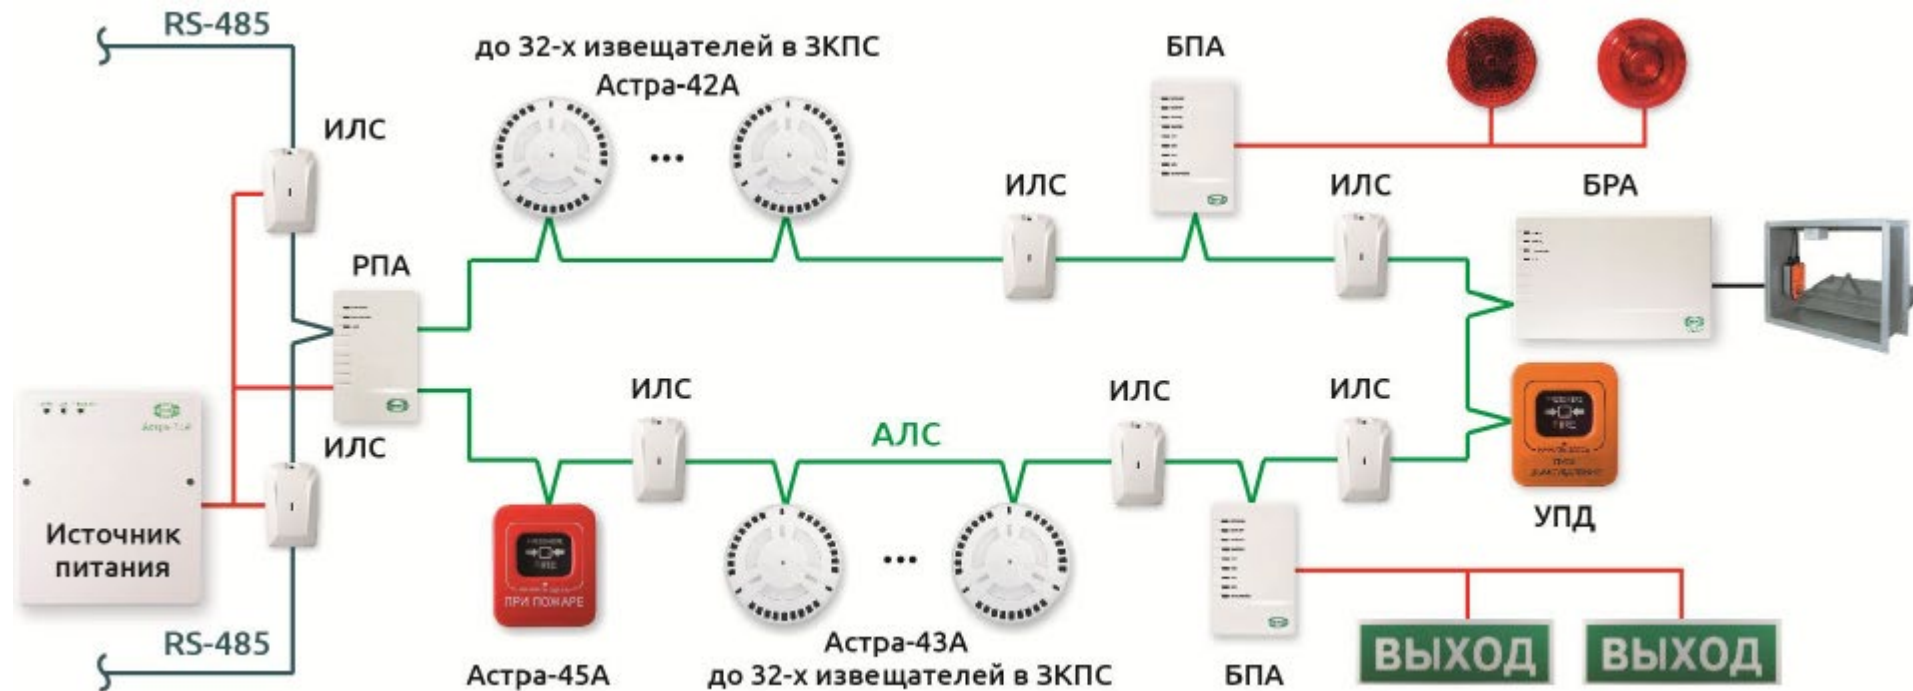 RS-485
до 32-х извещателей в ЗКПС
Астра-42А
БПА
ИЛС
ИЛС
ИЛС
БРА
РПА
ИЛС
ИЛС
ИЛС
ИЛС
АЛС
Источник
питания
ПРИ ПОЖАРЕ
УПД
RS-485
Астра-45А
Астра-43А
до 32-х извещателей в ЗКПС
БПА
ВЫХОД
ВЫХОД